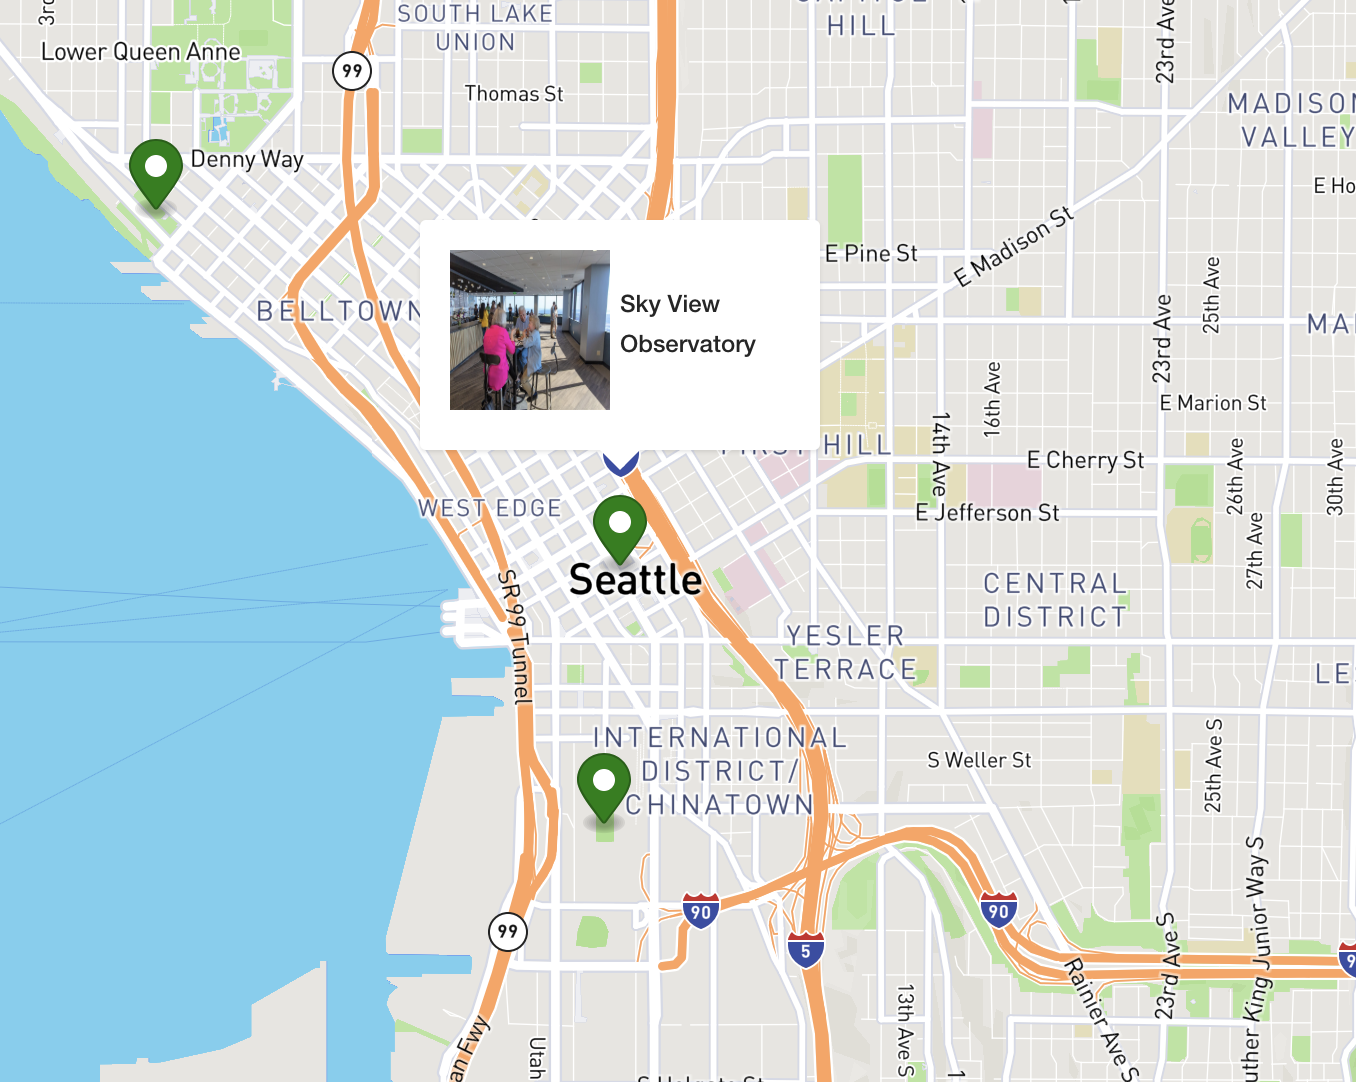 3rd
SOUTH LAKE
UNION
HILL
23rd Ave
Lower Queen Anne
99
Thomas St
MADISON
VALLEY
Denny Way
E Ho
E Pine St
E Madison St
25th Ave
BELLTOWN
Sky View
Observatory
23rd Ave
MA
16th Ave
E Marion St
14th Ave
HILL
E Cherry St
26th Ave
30th Ave
WEST EDGE
E Jefferson St
27th Ave
Seattle
SR 99 Tunnel
CENTRAL
DISTRICT
YESLER
TERRACE
LE
INTERNATIONAL
DISTRICT/
CHINATOWN
S Weller St
25th Ave S
90
90
99
5
9
23rd Ave S
uther King Junior Way S
Rainier Ave S
13th Ave S
an Fwy
Utah
1